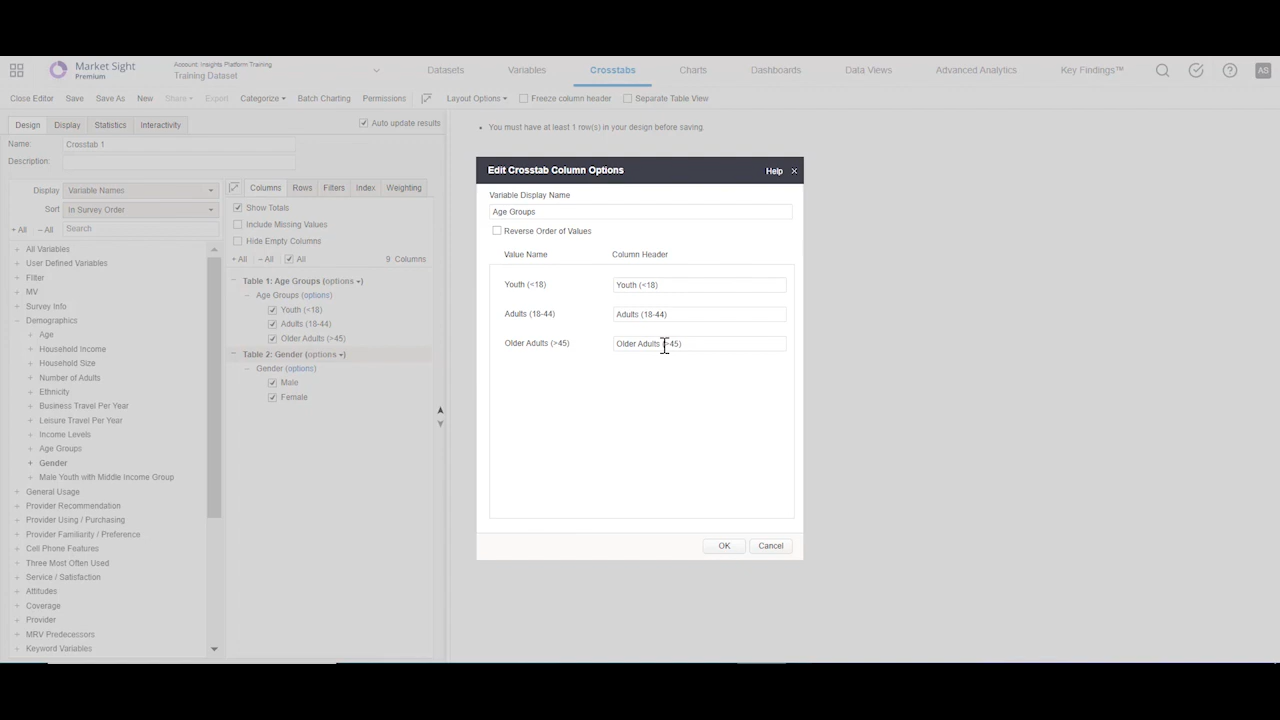 Market Sight
Premium
Account: Insights Platform Training
Training Dataset
Datasets
Variables
Crosstabs
Charts
Dashboards
Data Views
Advanced Analytics
Key Findings™
AS
Close Editor
Save
Save As
New
Share
Export
Categorize
Batch Charting
Permissions
Layout Options
Freeze column header
Separate Table View
Design
Display
Statistics
Interactivity
Auto update results
Name:
Crosstab 1
Description:
Display
Variable Names
Sort
In Survey Order
+ All
– All
Search
All Variables
User Defined Variables
Filter
MV
Survey Info
Demographics
Age
Household Income
Household Size
Number of Adults
Ethnicity
Business Travel Per Year
Leisure Travel Per Year
Income Levels
Age Groups
Gender
Male Youth with Middle Income Group
General Usage
Provider Recommendation
Provider Using / Purchasing
Provider Familiarity / Preference
Cell Phone Features
Three Most Often Used
Service / Satisfaction
Attitudes
Coverage
Provider
MRV Predecessors
Keyword Variables
Columns
Rows
Filters
Index
Weighting
Show Totals
Include Missing Values
Hide Empty Columns
+ All
– All
All
9 Columns
Table 1: Age Groups (options)
Age Groups (options)
Youth (<18)
Adults (18-44)
Older Adults (>45)
Table 2: Gender (options)
Gender (options)
Male
Female
You must have at least 1 row(s) in your design before saving.
Edit Crosstab Column Options
Help
Variable Display Name
Age Groups
Reverse Order of Values
Value Name
Column Header
Youth (<18)
Youth (<18)
Adults (18-44)
Adults (18-44)
Older Adults (>45)
Older Adults (>45)
OK
Cancel